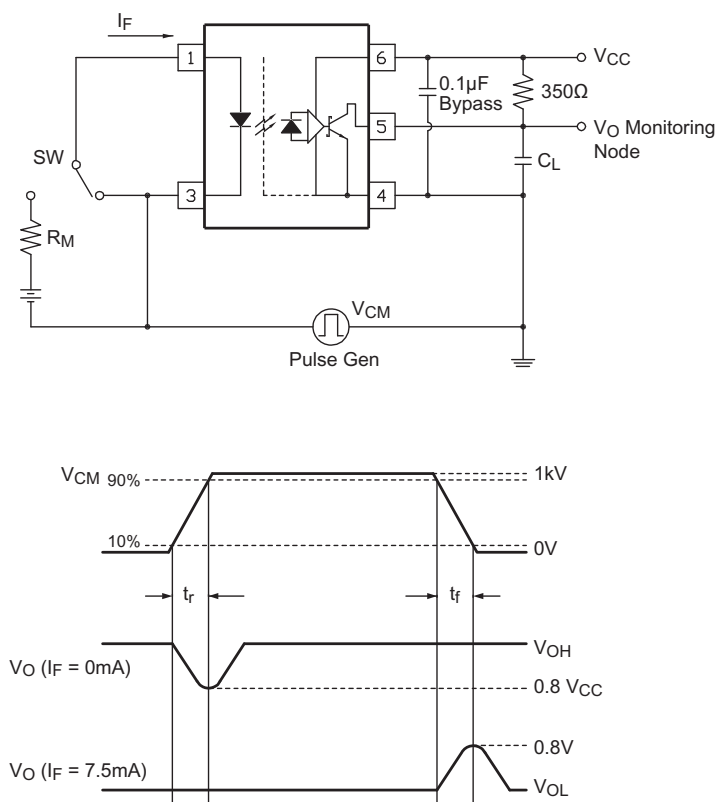 IF
1
6
VCC
0.1µF
Bypass
350Ω
5
VO Monitoring
Node
SW
CL
3
4
RM
VCM
Pulse Gen
VCM 90%
1kV
10%
0V
tr
tf
VOH
VO (IF = 0mA)
0.8 VCC
0.8V
VO (IF = 7.5mA)
VOL